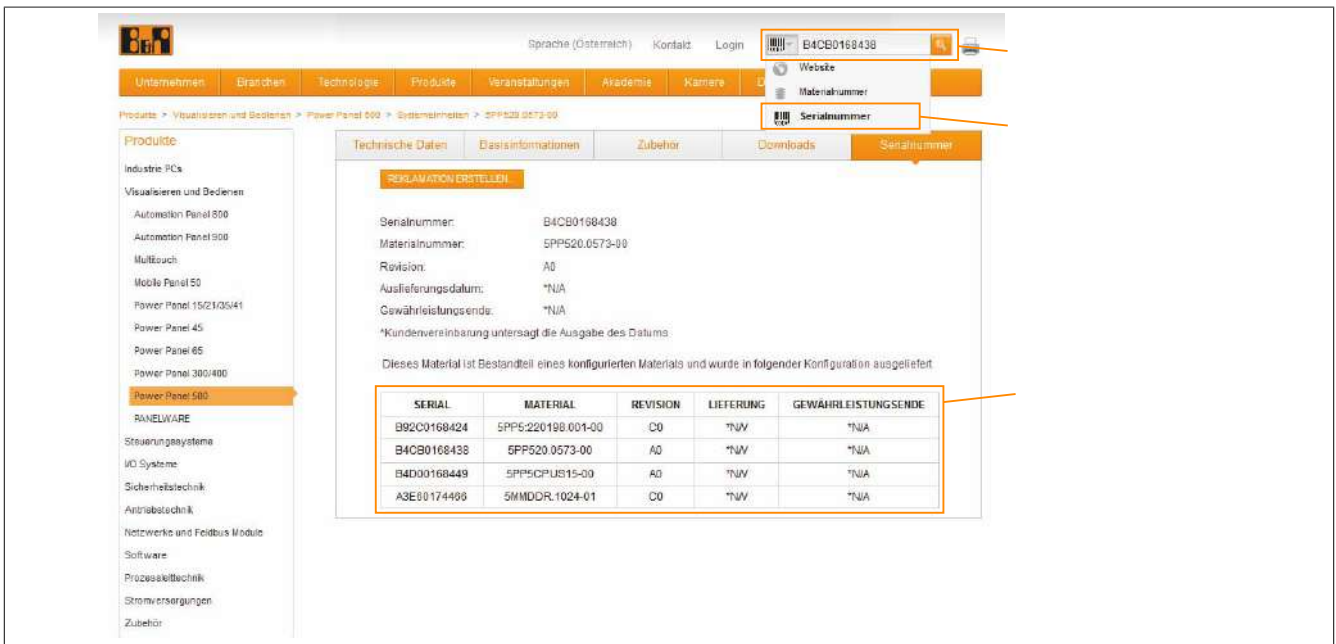 B&R
Sprache (Österreich) Kontakt Login B4CB0168438
Website
Materialnummer
Serialnummer
Unternehmen Branchen Technologie Produkte Veranstaltungen Akademie Karriere D
Produkte > Visualisieren und Bedienen > Power Panel 500 > Systemeinheiten > 5PP520.0573-00
Produkte
Industrie PCs
Visualisieren und Bedienen
Automation Panel 800
Automation Panel 900
Multitouch
Mobile Panel 50
Power Panel 15/21/35/41
Power Panel 45
Power Panel 65
Power Panel 300/400
Power Panel 500
PANELWARE
Steuerungssysteme
I/O Systeme
Sicherheitstechnik
Antriebstechnik
Netzwerke und Feldbus Module
Software
Prozessleittechnik
Stromversorgungen
Zubehör
Technische Daten Basisinformationen Zubehör Downloads Serialnummer
REKLAMATION ERSTELLEN...
Serialnummer: B4CB0168438
Materialnummer: 5PP520.0573-00
Revision: A0
Auslieferungsdatum: *N/A
Gewährleistungsende: *N/A
*Kundenvereinbarung untersagt die Ausgabe des Datums
Dieses Material ist Bestandteil eines konfigurierten Materials und wurde in folgender Konfiguration ausgeliefert
SERIAL MATERIAL REVISION LIEFERUNG GEWÄHRLEISTUNGSENDE
B92C0168424 5PP5:220198.001-00 C0 *N/A *N/A
B4CB0168438 5PP520.0573-00 A0 *N/A *N/A
B4D00168449 5PP5CPUS15-00 A0 *N/A *N/A
A3E60174466 5MMDDR.1024-01 C0 *N/A *N/A